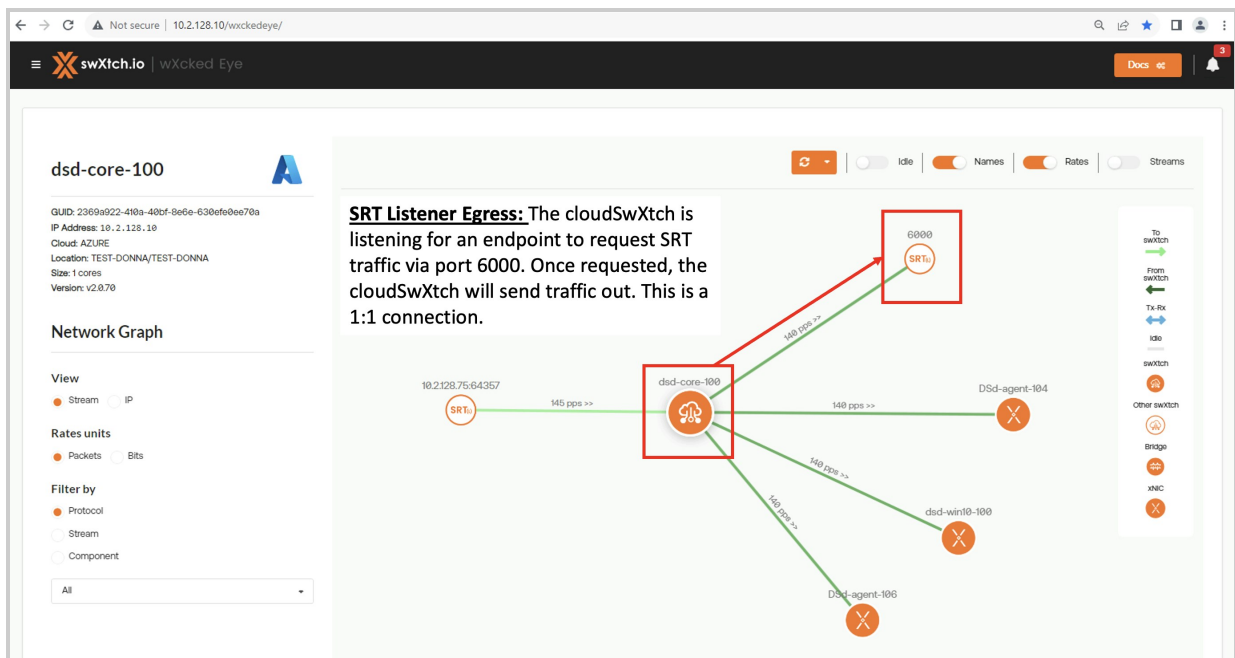 Not secure | 10.2.128.10/wxckedeye/
swXtch.io | wXcked Eye
Docs
3
dsd-core-100
GUID: 2369a922-410a-40bf-8e6e-630efe0ee70a
IP Address: 10.2.128.10
Cloud: AZURE
Location: TEST-DONNA/TEST-DONNA
Size: 1 cores
Version: v2.0.70
Network Graph
View
Stream IP
Rates units
Packets Bits
Filter by
Protocol
Stream
Component
All
Idle Names Rates Streams
SRT Listener Egress: The cloudSwXtch is
listening for an endpoint to request SRT
traffic via port 6000. Once requested, the
cloudSwXtch will send traffic out. This is a
1:1 connection.
6000
SRT
140 pps >>
10.2.128.75:64357
SRT
145 pps >>
dsd-core-100
140 pps >>
DSd-agent-104
140 pps >>
dsd-win10-100
140 pps >>
DSd-agent-106
To
swXtch
From
swXtch
Tx-Rx
Idle
swXtch
Other swXtch
Bridge
xNIC